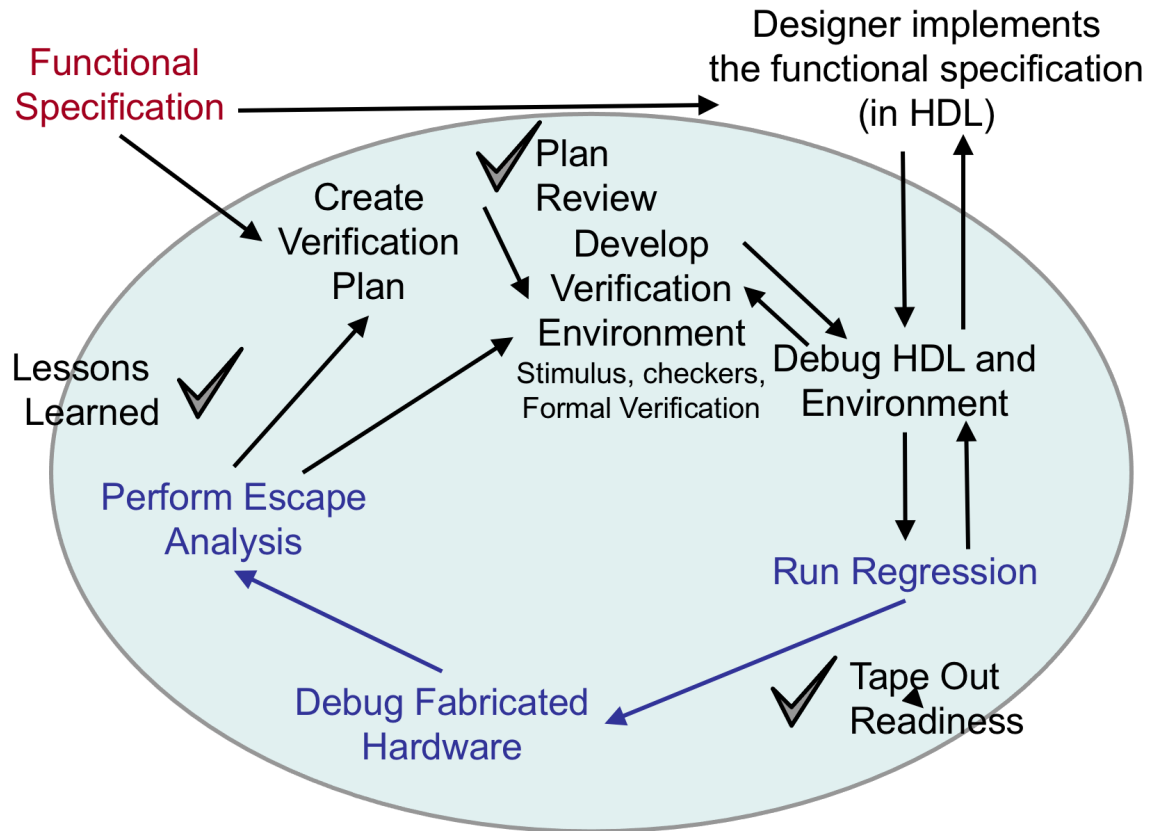 Functional
Specification
Designer implements
the functional specification
(in HDL)
Plan
Review
Create
Verification
Plan
Develop
Verification
Environment
Stimulus, checkers,
Formal Verification
Debug HDL and
Environment
Lessons
Learned
Perform Escape
Analysis
Run Regression
Debug Fabricated
Hardware
Tape Out
Readiness